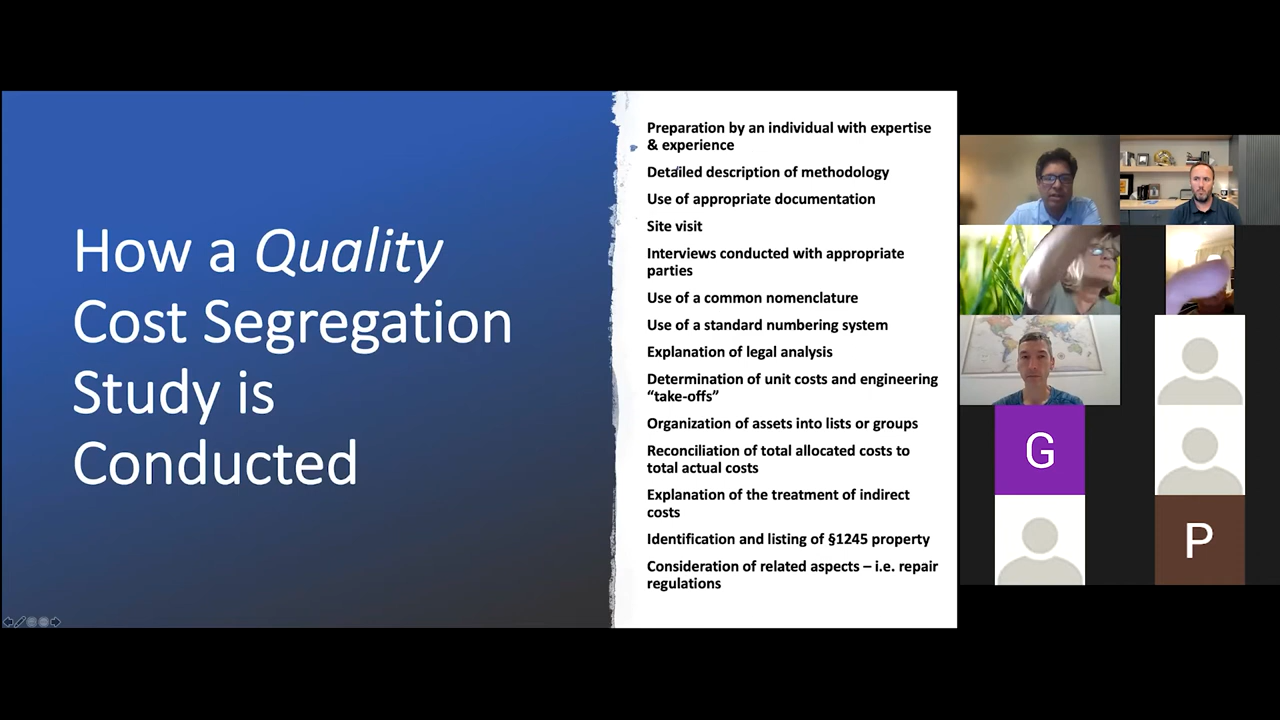 How a Quality
Cost Segregation
Study is
Conducted
Preparation by an individual with expertise
& experience
Detailed description of methodology
Use of appropriate documentation
Site visit
Interviews conducted with appropriate
parties
Use of a common nomenclature
Use of a standard numbering system
Explanation of legal analysis
Determination of unit costs and engineering
“take-offs”
Organization of assets into lists or groups
Reconciliation of total allocated costs to
total actual costs
Explanation of the treatment of indirect
costs
Identification and listing of §1245 property
Consideration of related aspects – i.e. repair
regulations
G
P